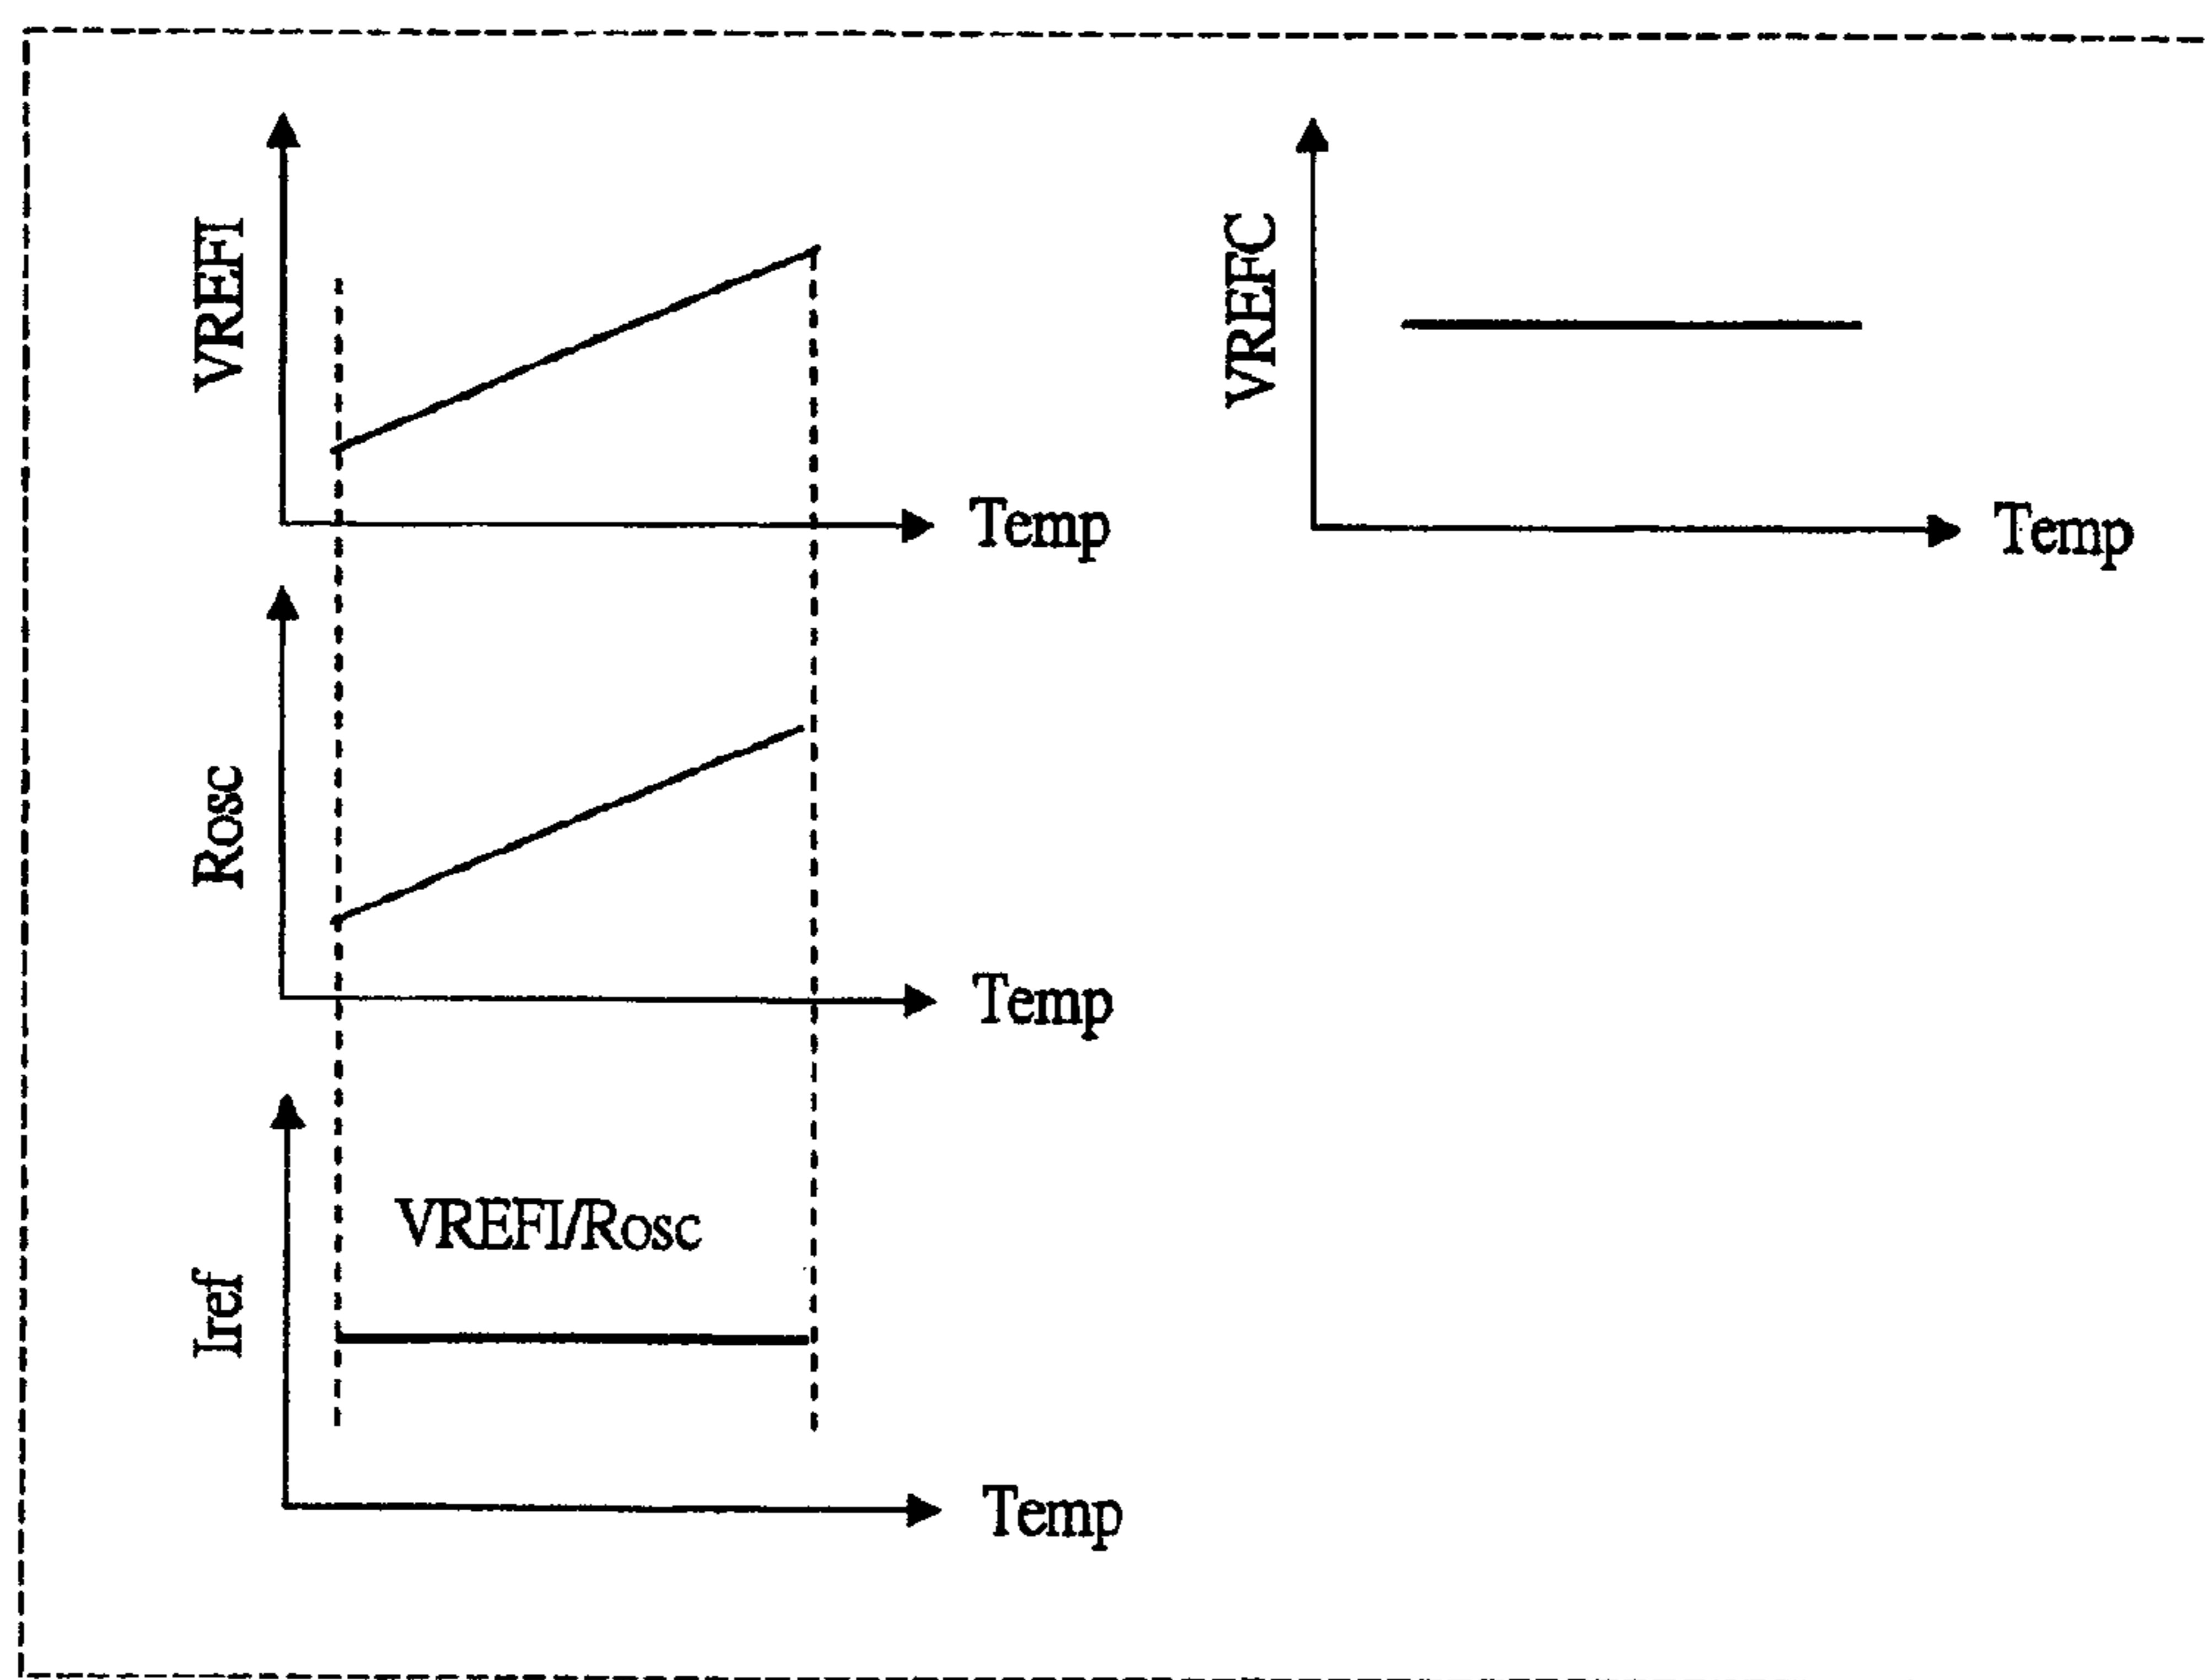 VREFI
Temp
VREFC
Temp
Rosc
Temp
VREFI/Rosc
Iref
Temp